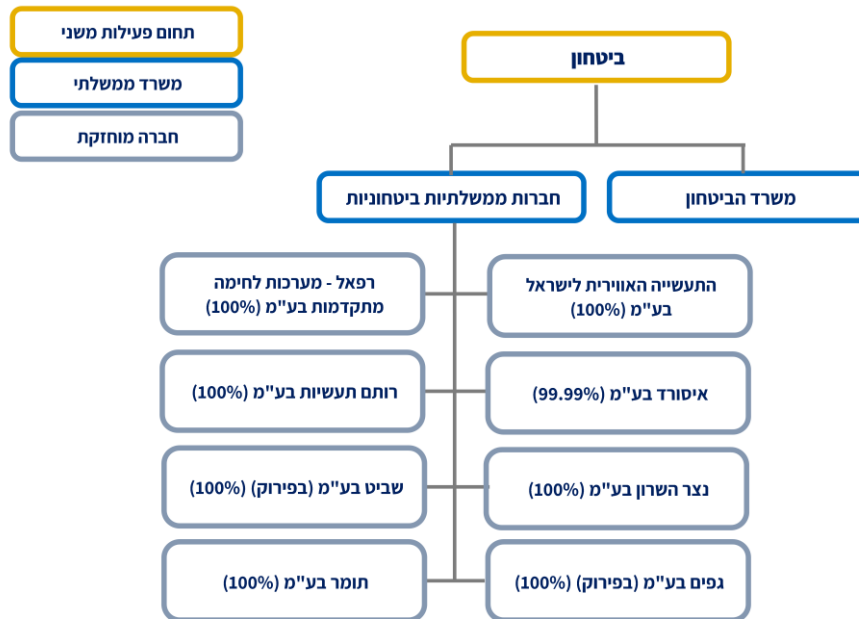 תחום פעילות משני
משרד ממשלתי
חברה מוחזקת
ביטחון
משרד הביטחון
חברות ממשלתיות ביטחוניות
התעשייה האווירית לישראל
בע"מ (100%)
רפאל - מערכות לחימה
מתקדמות בע"מ (100%)
איסורד בע"מ (99.99%)
רותם תעשיות בע"מ (100%)
נצר השרון בע"מ (100%)
שביט בע"מ (בפירוק) (100%)
גפים בע"מ (בפירוק) (100%)
תומר בע"מ (100%)